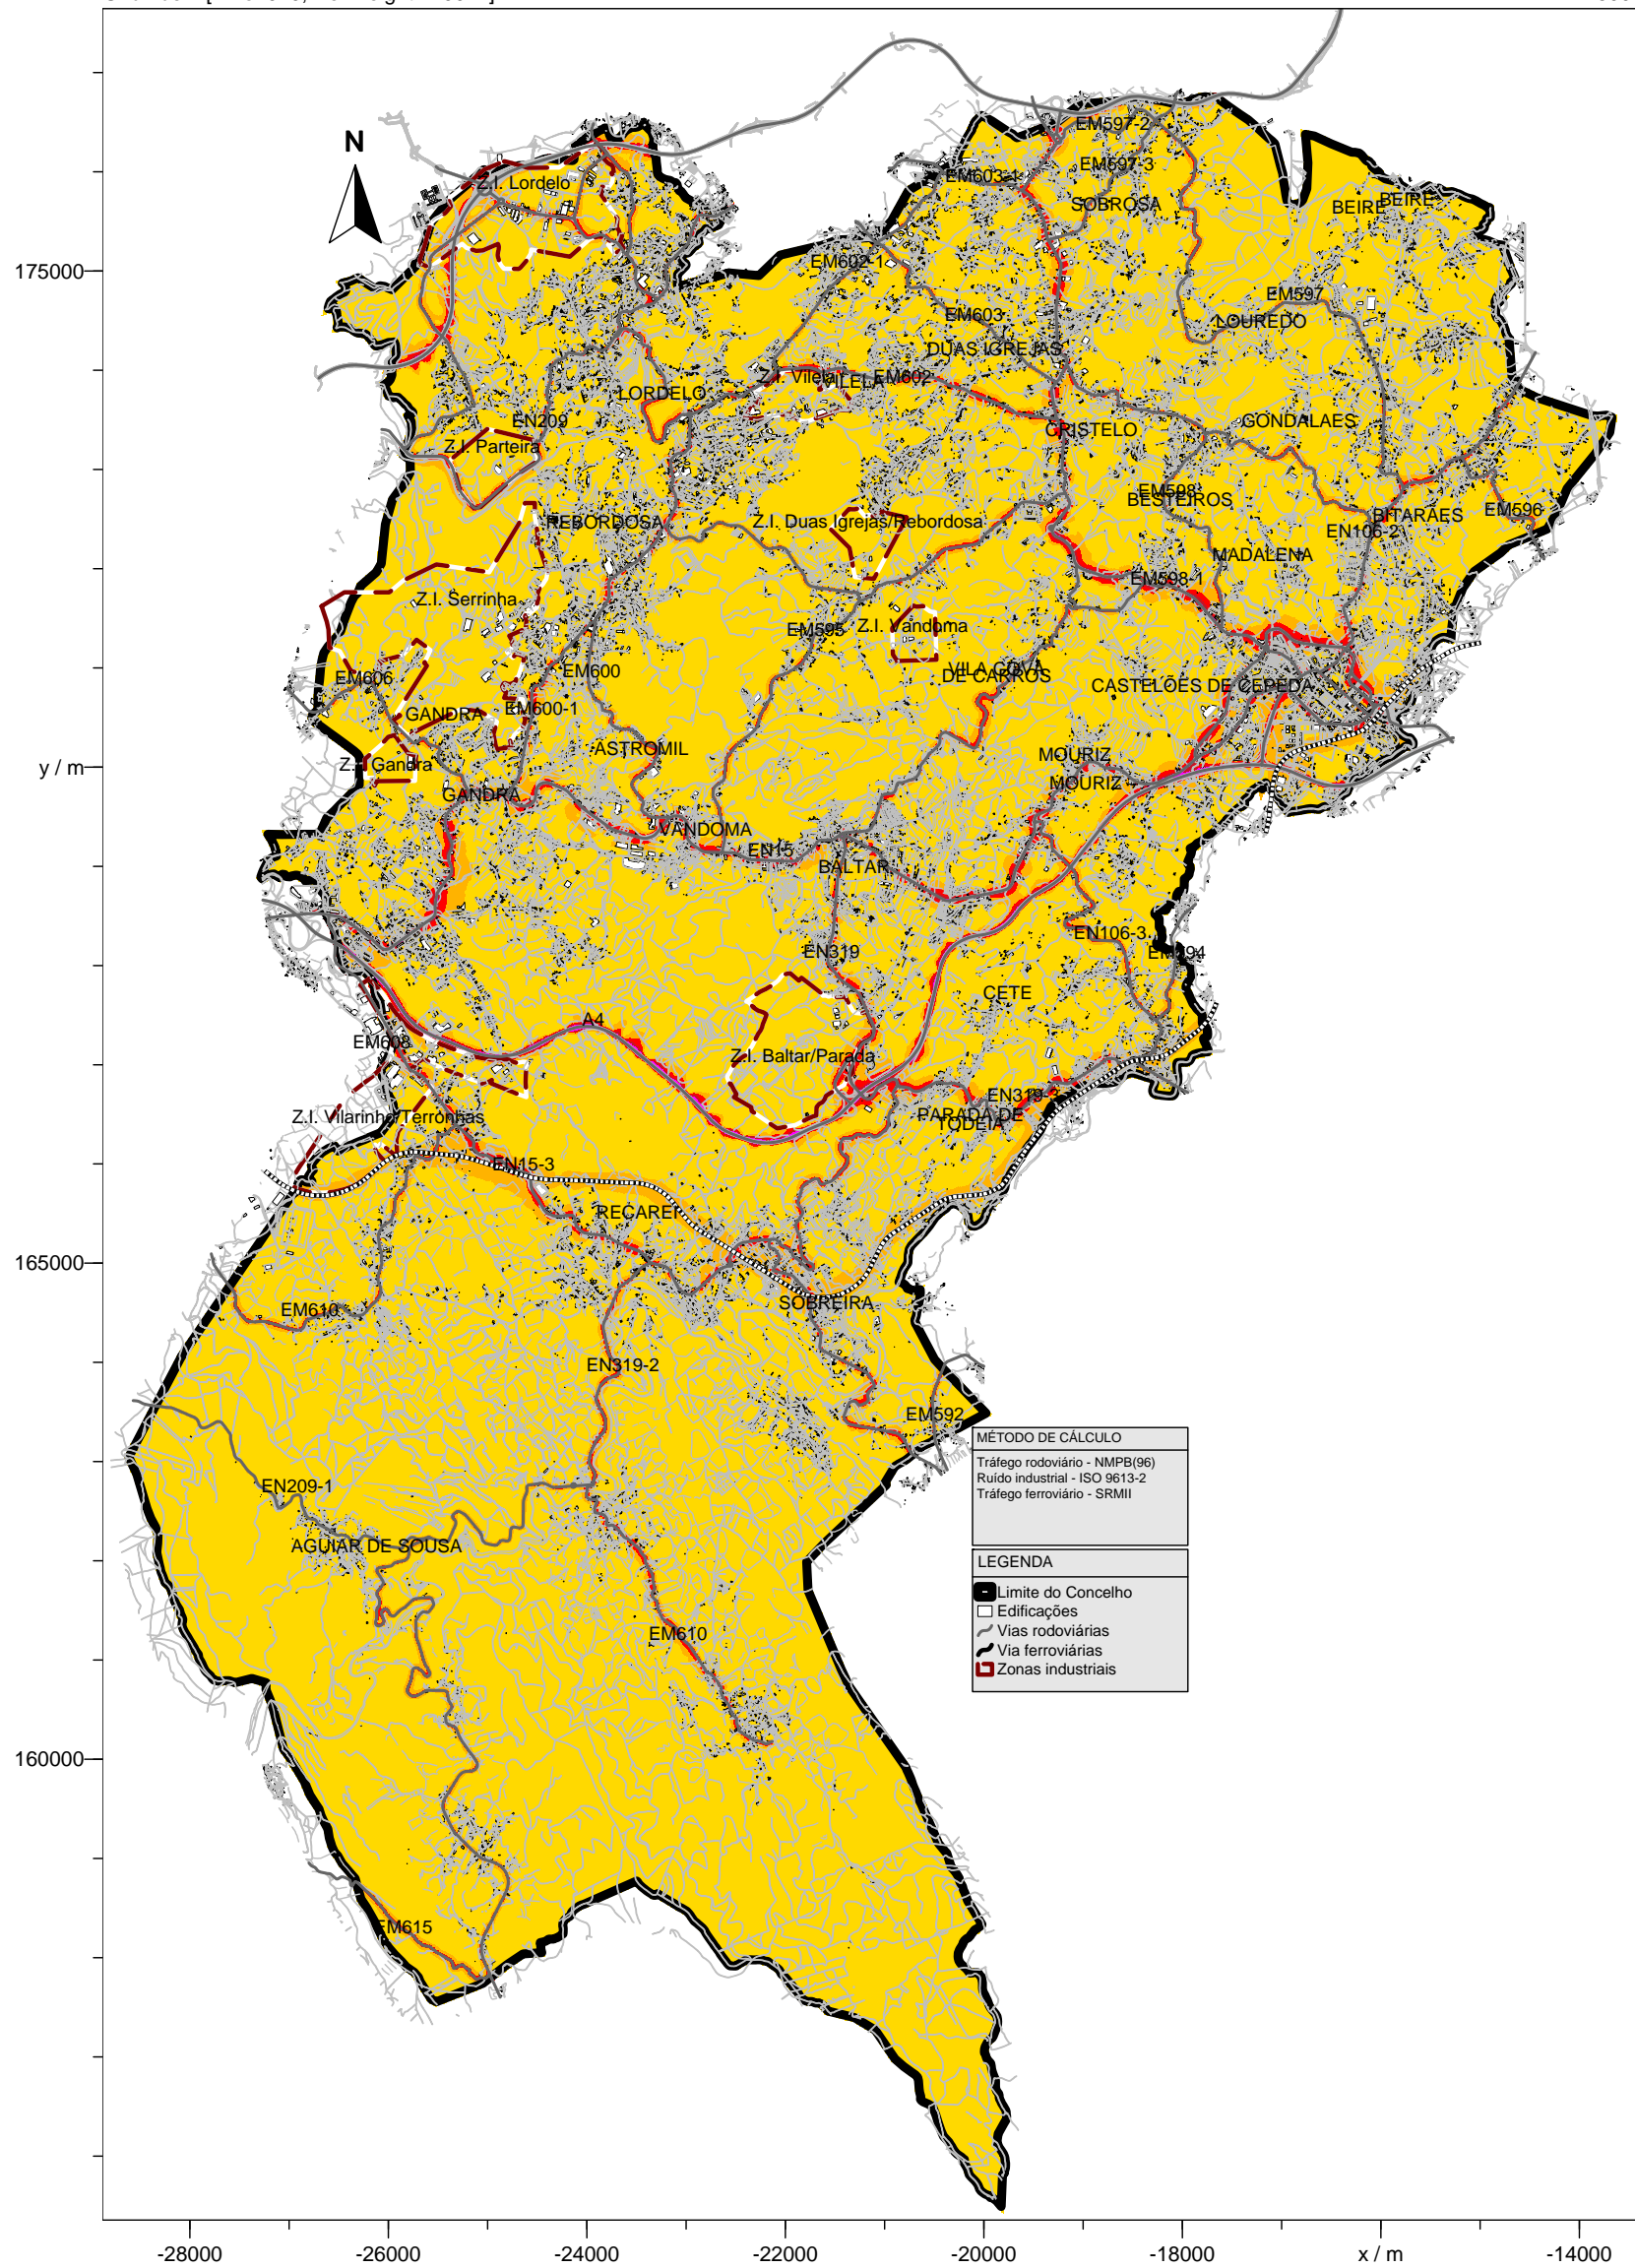 N
EM597-2
EM597-3
EM603-1
Z.I. Lordelo
SOBROSA
BEIRE
BEIRE
EM602-1
175000
EM597
EM603
LOUREDO
DUAS IGREJAS
Z.I. Vilela
EM602
LORDELO
EN209
GONDALAES
CRISTELO
Z.I. Parteira
EM598
BESTEIROS
EM596
BITARAES
REBORDOSA
Z.I. Duas Igrejas/Rebordosa
EN106-2
MADALENA
EM598-1
Z.I. Serrinha
Z.I. Vandoma
EM595
EM600
VILA COVA
DE CARROS
EM606
CASTELÕES DE CEPEDA
EM600-1
GANDRA
ASTROMIL
MOURIZ
y / m
Z.I. Gandra
MOURIZ
GANDRA
VANDOMA
EN15
BALTAR
EN106-3
EN319
EM594
CETE
A4
EM608
Z.I. Baltar/Parada
EN319-3
Z.I. Vilarinho/Terronhas
PARADA DE
TODEIA
EN15-3
RECAREI
165000
SOBREIRA
EM610
EN319-2
EM592
MÉTODO DE CÁLCULO
Tráfego rodoviário - NMPB(96)
Ruído industrial - ISO 9613-2
Tráfego ferroviário - SRMII
EN209-1
AGUIAR DE SOUSA
LEGENDA
Limite do Concelho
Edificações
Vias rodoviárias
Via ferroviárias
Zonas industriais
EM610
160000
EM615
-28000 -26000 -24000 -22000 -20000 -18000 x / m -14000